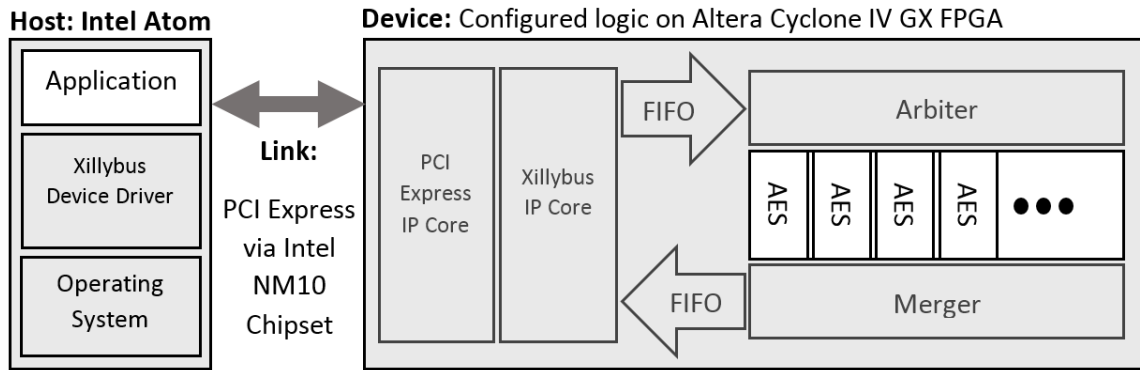 Host: Intel Atom
Device: Configured logic on Altera Cyclone IV GX FPGA
Application
Xillybus
Device Driver
Operating
System
Link:
PCI Express
via Intel
NM10
Chipset
PCI
Express
IP Core
Xillybus
IP Core
FIFO
Arbiter
AES
AES
AES
AES
FIFO
Merger